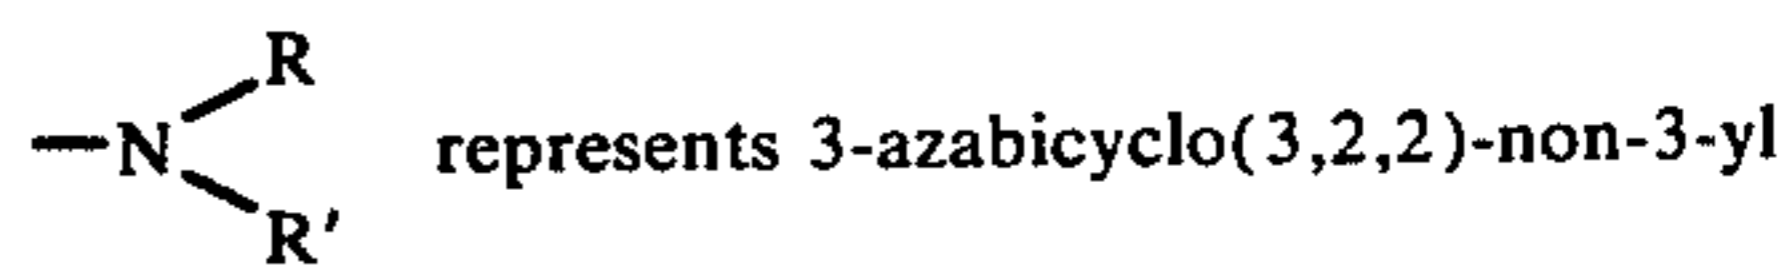 R
—N represents 3-azabicyclo(3,2,2)-non-3-yl
R'